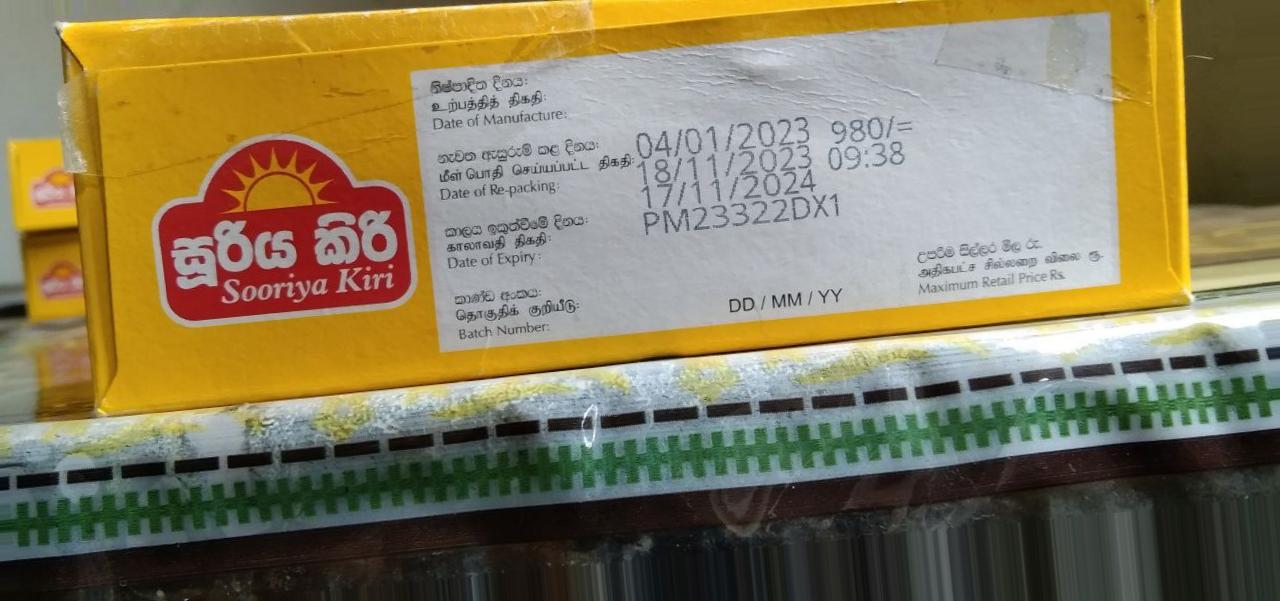 සූරිය කිරි
Sooriya Kiri
නිෂ්පාදිත දිනය:
உற்பத்தித் திகதி:
Date of Manufacture:
නැවත ඇසුරුම් කළ දිනය:
மீள் பொதி செய்யப்பட்ட திகதி:
Date of Re-packing:
කාලය ඉකුත්වීමේ දිනය:
காலாவதி திகதி:
Date of Expiry:
කාණ්ඩ අංකය:
தொகுதிக் குறியீடு:
Batch Number:
04/01/2023 980/=
18/11/2023 09:38
17/11/2024
PM23322DX1
DD / MM / YY
උපරිම සිල්ලර මිල රු.
அதிகபட்ச சில்லறை விலை ரூ.
Maximum Retail Price Rs.